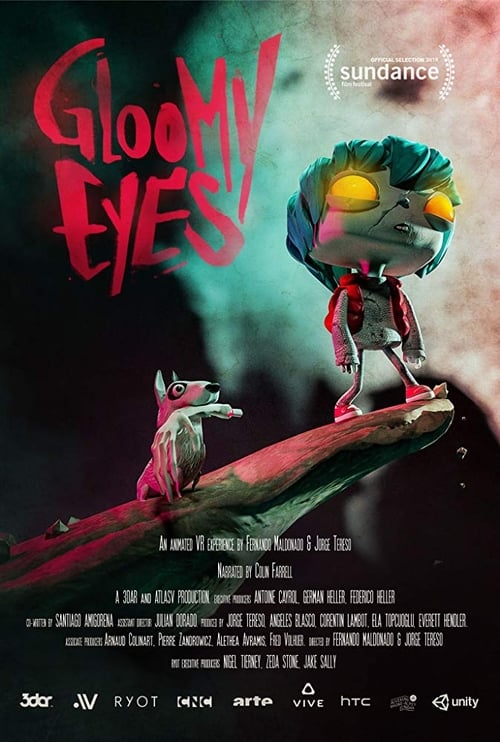 GLOOMY
EYES
OFFICIAL SELECTION 2019
sundance
film festival
AN ANIMATED VR EXPERIENCE BY FERNANDO MALDONADO & JORGE TERESO
NARRATED BY COLIN FARRELL
A 3DAR AND ATLASV PRODUCTION. EXECUTIVE PRODUCERS ANTOINE CAYROL, GERMAN HELLER, FEDERICO HELLER
CO-WRITTEN BY SANTIAGO AMIGORENA ASSISTANT DIRECTOR JULIAN DORADO PRODUCED BY JORGE TERESO, ANGELES BLASCO, CORENTIN LAMBOT, ELA TOPCUOGLU, EVERETT HENDLER.
ASSOCIATE PRODUCERS ARNAUD COLINART, PIERRE ZANDROWICZ, ALETHEA AVRAMIS, FRED VOLHUER. DIRECTED BY FERNANDO MALDONADO & JORGE TERESO
RYOT EXECUTIVE PRODUCERS NIGEL TIERNEY, ZEDA STONE, JAKE SALLY
3dar. .\V RYOT CNC arte VIVE HTC unity